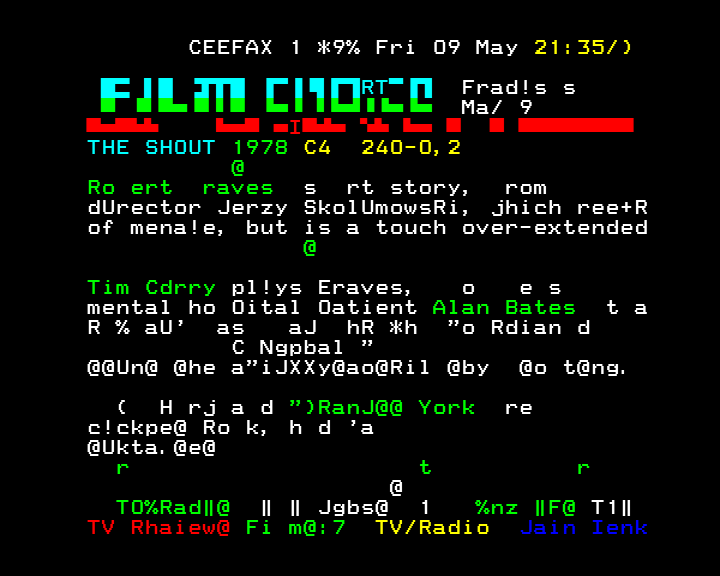 CEEFAX 1 *9% Fri 09 May 21:35/)
FILM CHOICE RT Frad!s s
Ma/ 9
I
THE SHOUT 1978 C4 240-0,2
@
Ro ert raves s rt story, rom
dUrector Jerzy SkolUmowsRi, jhich ree+R
of mena!e, but is a touch over-extended
@
Tim Cdrry pl!ys Eraves, o e s
mental ho Oital Oatient Alan Bates t a
R % aU' as aJ hR *h "o Rdian d
C Ngpbal "
@@Un@ @he a"iJXXy@ao@Ril @by @o t@ng.
( H rj a d ")RanJ@@ York re
c!ckpe@ Ro k, h d 'a
@Ukta.@e@
r t r
@
TO%Rad‖@ ‖ ‖ Jgbs@ 1 %nz ‖F@ T1‖
TV Rhaiew@ Fi m@:7 TV/Radio Jain Ienk